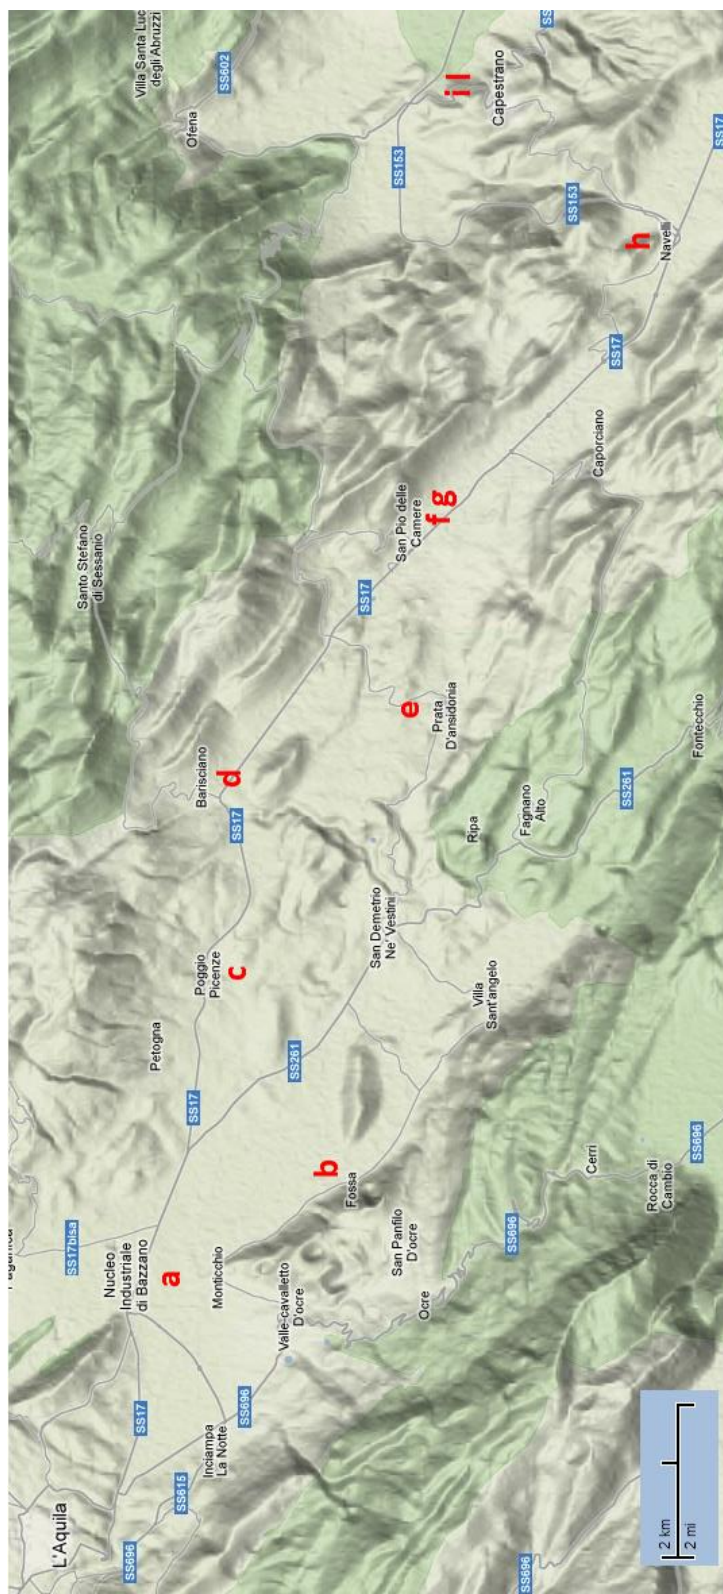 L'Aquila
Nucleo
Industriale
di Bazzano
SS17bisa
Petogna
Santo Stefano
di Sessanio
Villa Santa Luc
degli Abruzzi
Ofena
SS602
SS696
SS17
SS615
Inciampa
La Notte
SS696
a
Monticchio
SS17
Poggio
Picenze
c
SS17
Barisciano
d
Valle-cavalletto
D'ocre
SS261
b
Fossa
San Panfilo
D'ocre
Ocre
San Demetrio
Ne' Vestini
Villa
Sant'angelo
e
Prata
D'ansidonia
SS17
San Pio delle
Camere
f g
SS153
i l
Capestrano
SS17
SS153
SS17
h
Navelli
Caporciano
Ripa
Fagnano
Alto
SS261
Fontecchio
SS696
Cerri
Rocca di
Cambio
SS696
SS696
2 km
2 mi